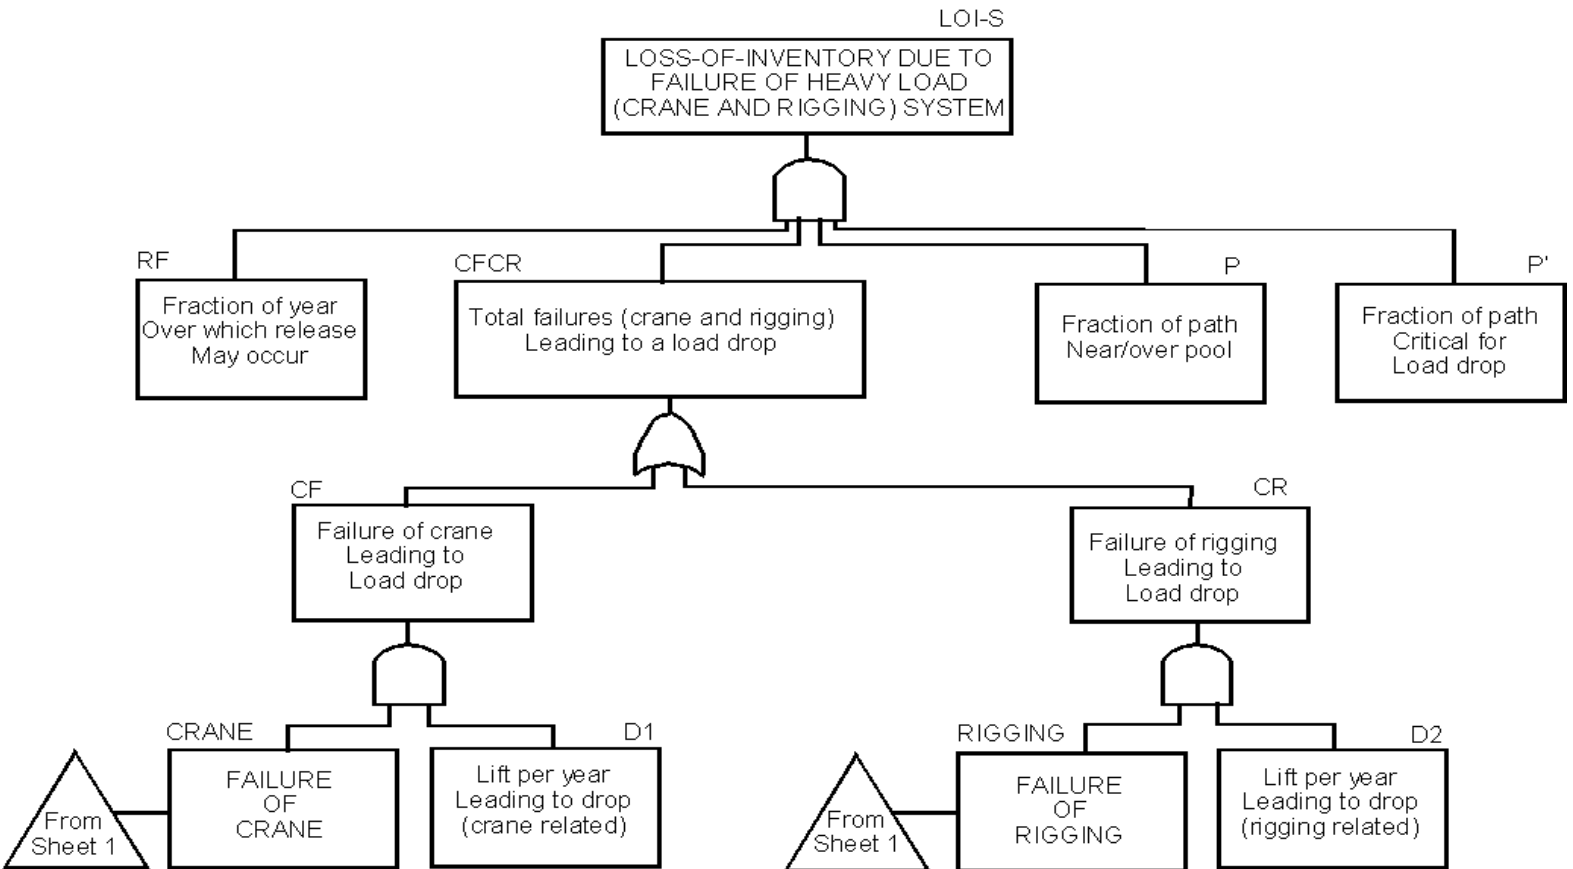 LOI-S
LOSS-OF-INVENTORY DUE TO
FAILURE OF HEAVY LOAD
(CRANE AND RIGGING) SYSTEM
RF
Fraction of year
Over which release
May occur
CFCR
Total failures (crane and rigging)
Leading to a load drop
P
Fraction of path
Near/over pool
P'
Fraction of path
Critical for
Load drop
CF
Failure of crane
Leading to
Load drop
CR
Failure of rigging
Leading to
Load drop
From
Sheet 1
CRANE
FAILURE
OF
CRANE
D1
Lift per year
Leading to drop
(crane related)
From
Sheet 1
RIGGING
FAILURE
OF
RIGGING
D2
Lift per year
Leading to drop
(rigging related)